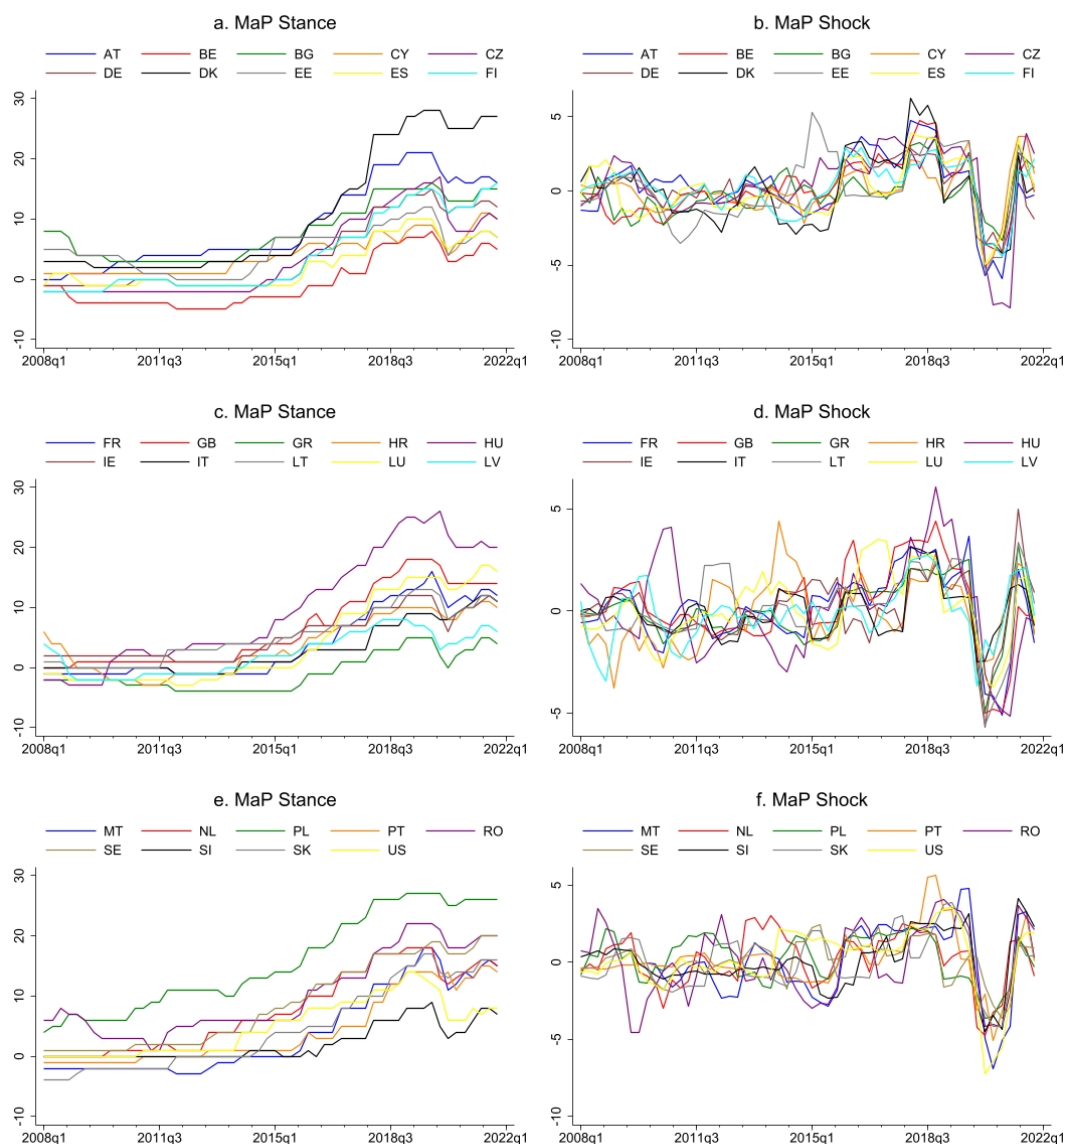 a. MaP Stance
AT BE BG CY CZ
DE DK EE ES FI
30
20
10
0
-10
2008q1 2011q3 2015q1 2018q3 2022q1
b. MaP Shock
AT BE BG CY CZ
DE DK EE ES FI
5
0
-5
-10
2008q1 2011q3 2015q1 2018q3 2022q1
c. MaP Stance
FR GB GR HR HU
IE IT LT LU LV
30
20
10
0
-10
2008q1 2011q3 2015q1 2018q3 2022q1
d. MaP Shock
FR GB GR HR HU
IE IT LT LU LV
5
0
-5
2008q1 2011q3 2015q1 2018q3 2022q1
e. MaP Stance
MT NL PL PT RO
SE SI SK US
30
20
10
0
-10
2008q1 2011q3 2015q1 2018q3 2022q1
f. MaP Shock
MT NL PL PT RO
SE SI SK US
5
0
-5
-10
2008q1 2011q3 2015q1 2018q3 2022q1